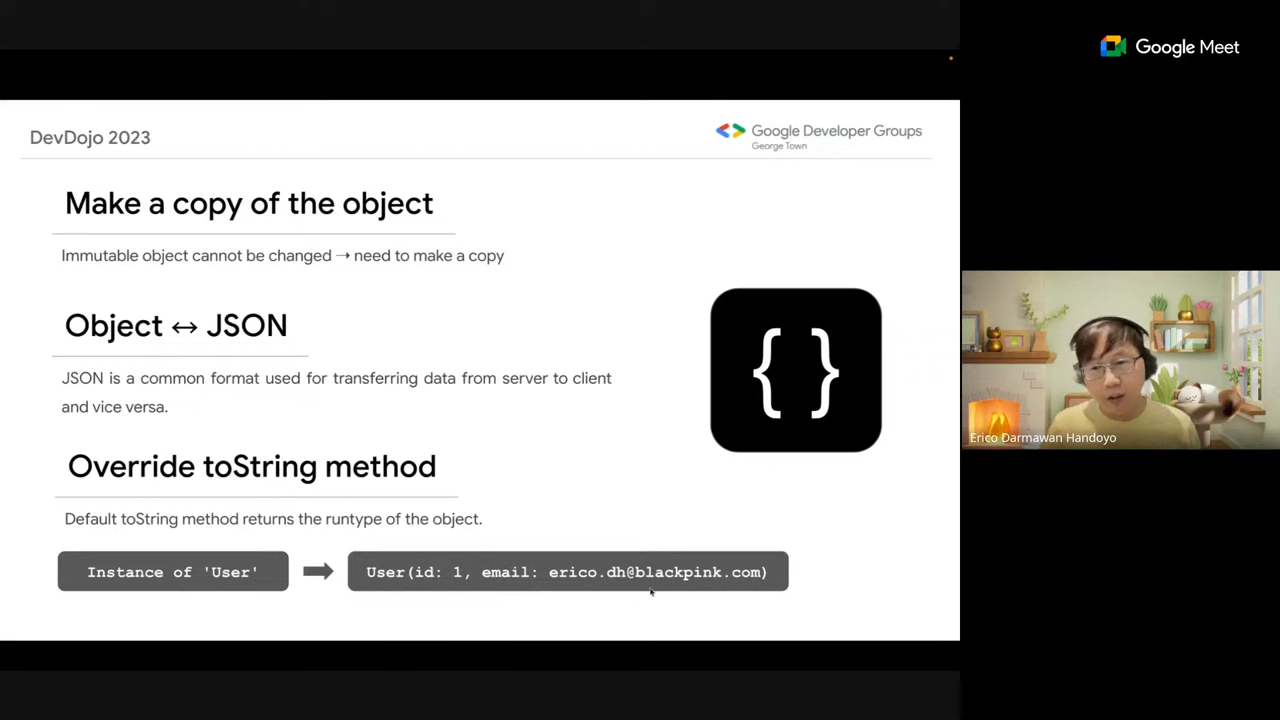 Google Meet
DevDojo 2023
Google Developer Groups
George Town
Make a copy of the object
Immutable object cannot be changed → need to make a copy
Object ↔ JSON
JSON is a common format used for transferring data from server to client
and vice versa.
{ }
Override toString method
Default toString method returns the runtype of the object.
Instance of 'User'
User(id: 1, email: erico.dh@blackpink.com)
Erico Darmawan Handoyo